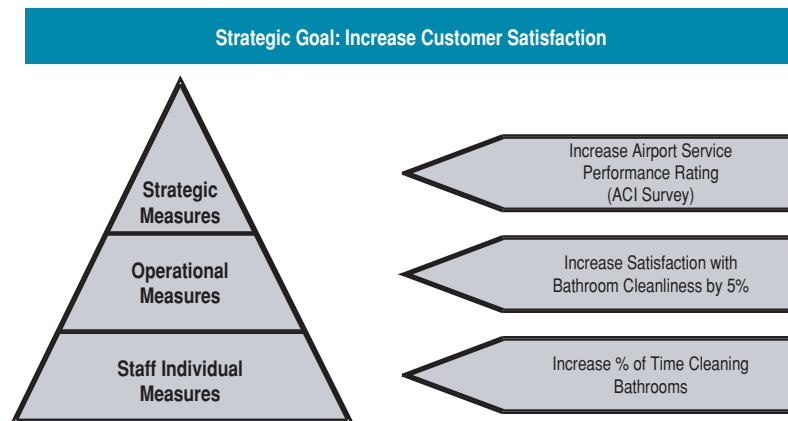 Strategic Goal: Increase Customer Satisfaction
Strategic
Measures
Increase Airport Service
Performance Rating
(ACI Survey)
Operational
Measures
Increase Satisfaction with
Bathroom Cleanliness by 5%
Staff Individual
Measures
Increase % of Time Cleaning
Bathrooms